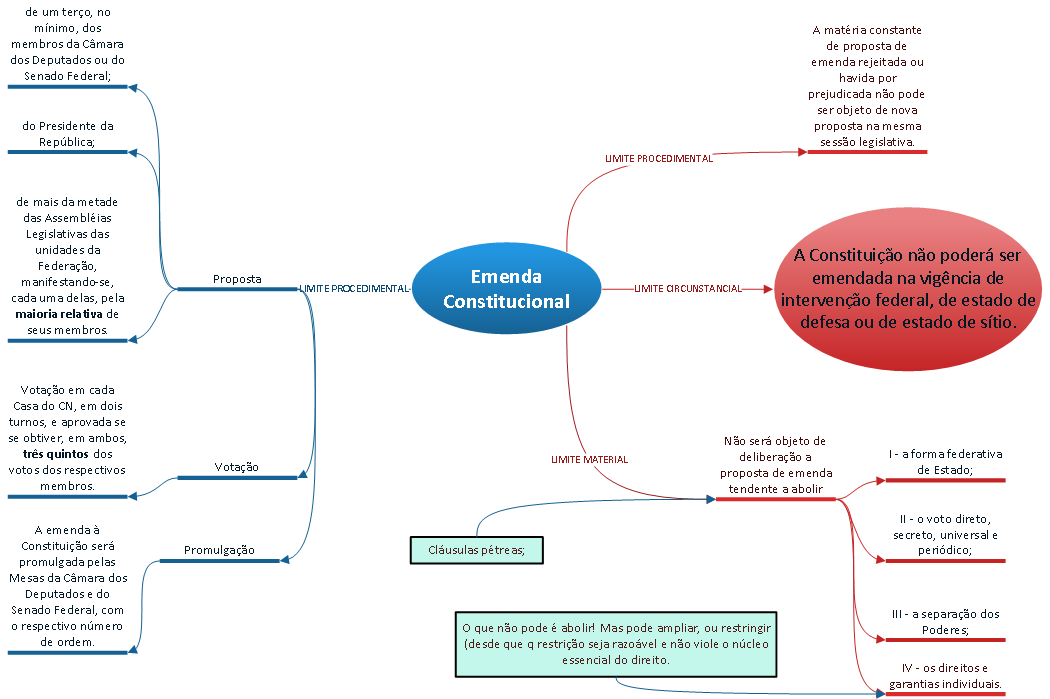 de um terço, no
mínimo, dos
membros da Câmara
dos Deputados ou do
Senado Federal;
do Presidente da
República;
de mais da metade
das Assembléias
Legislativas das
unidades da
Federação,
manifestando-se,
cada uma delas, pela
maioria relativa de
seus membros.
Proposta
LIMITE PROCEDIMENTAL
Votação em cada
Casa do CN, em dois
turnos, e aprovada se
se obtiver, em ambos,
três quintos dos
votos dos respectivos
membros.
Votação
A emenda à
Constituição será
promulgada pelas
Mesas da Câmara dos
Deputados e do
Senado Federal, com
o respectivo número
de ordem.
Promulgação
Emenda
Constitucional
LIMITE PROCEDIMENTAL
A matéria constante
de proposta de
emenda rejeitada ou
havida por
prejudicada não pode
ser objeto de nova
proposta na mesma
sessão legislativa.
LIMITE CIRCUNSTANCIAL
A Constituição não poderá ser
emendada na vigência de
intervenção federal, de estado de
defesa ou de estado de sítio.
LIMITE MATERIAL
Não será objeto de
deliberação a
proposta de emenda
tendente a abolir
Cláusulas pétreas;
I - a forma federativa
de Estado;
II - o voto direto,
secreto, universal e
periódico;
III - a separação dos
Poderes;
IV - os direitos e
garantias individuais.
O que não pode é abolir! Mas pode ampliar, ou restringir
(desde que q restrição seja razoável e não viole o núcleo
essencial do direito.